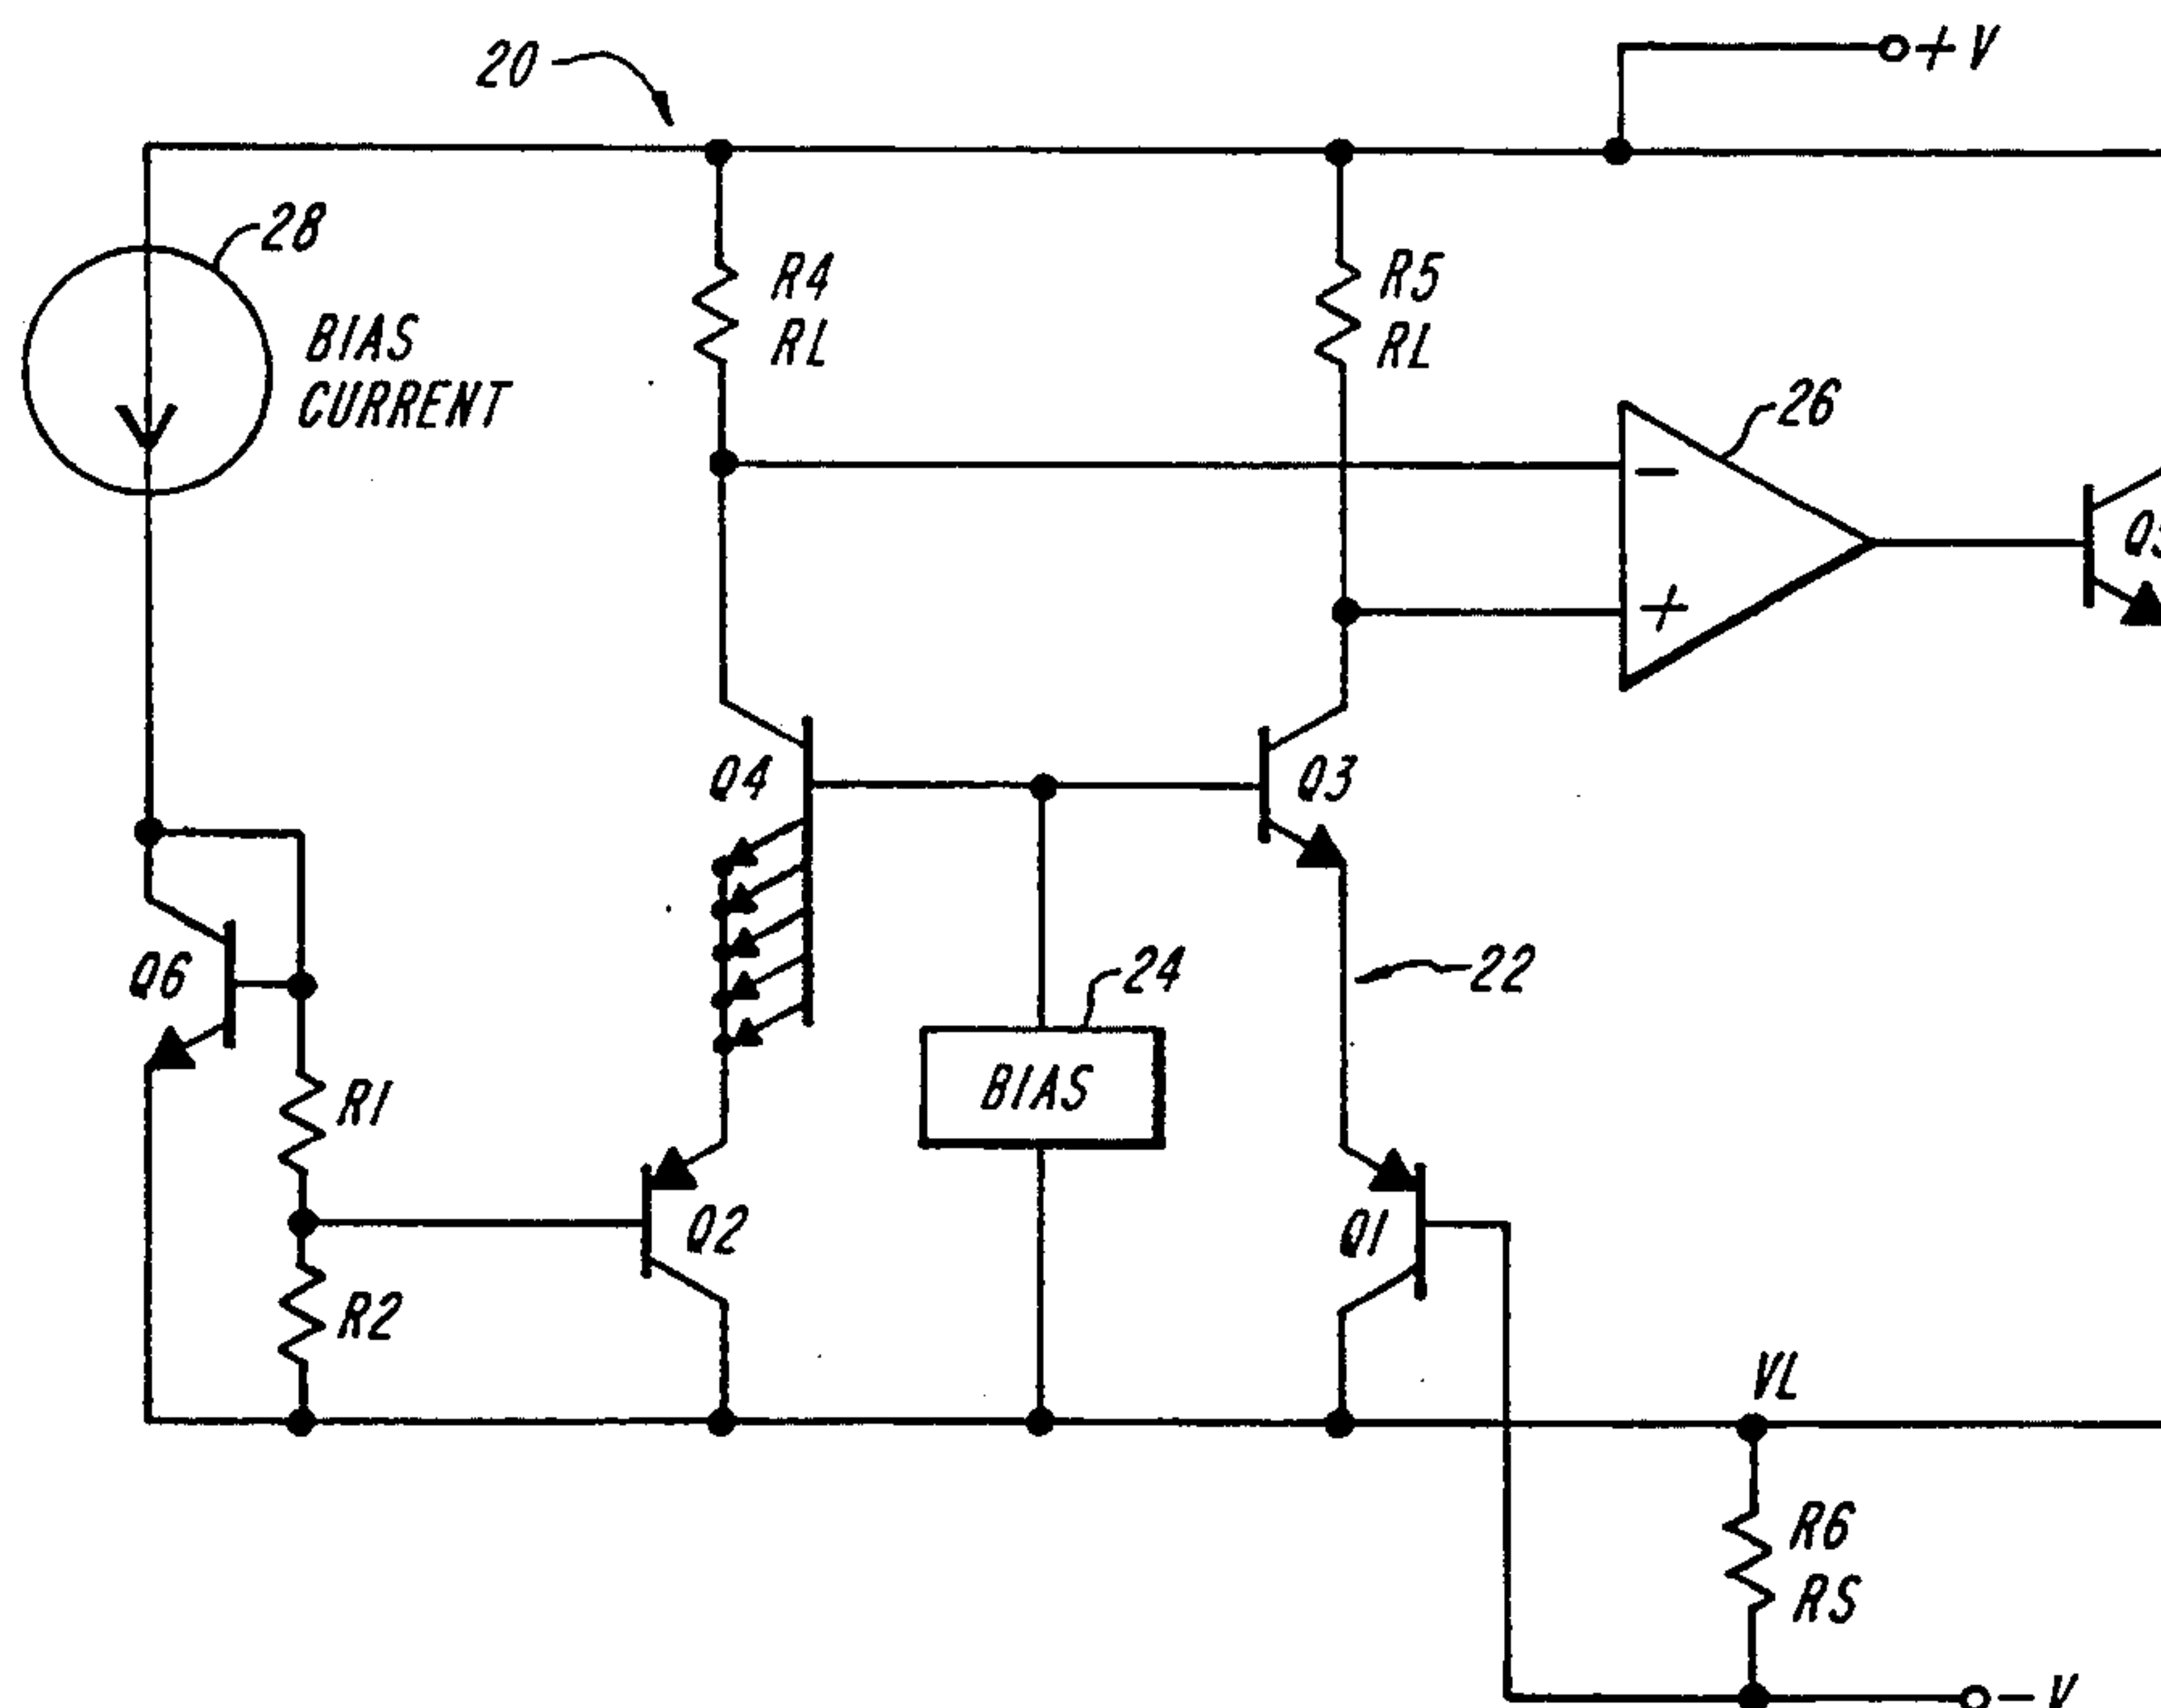 20
+ V
28
BIAS
CURRENT
R4
RL
R5
RL
26
−
+
Q4
Q3
Q6
24
22
BIAS
R1
Q2
Q1
R2
VL
R6
RS
− V